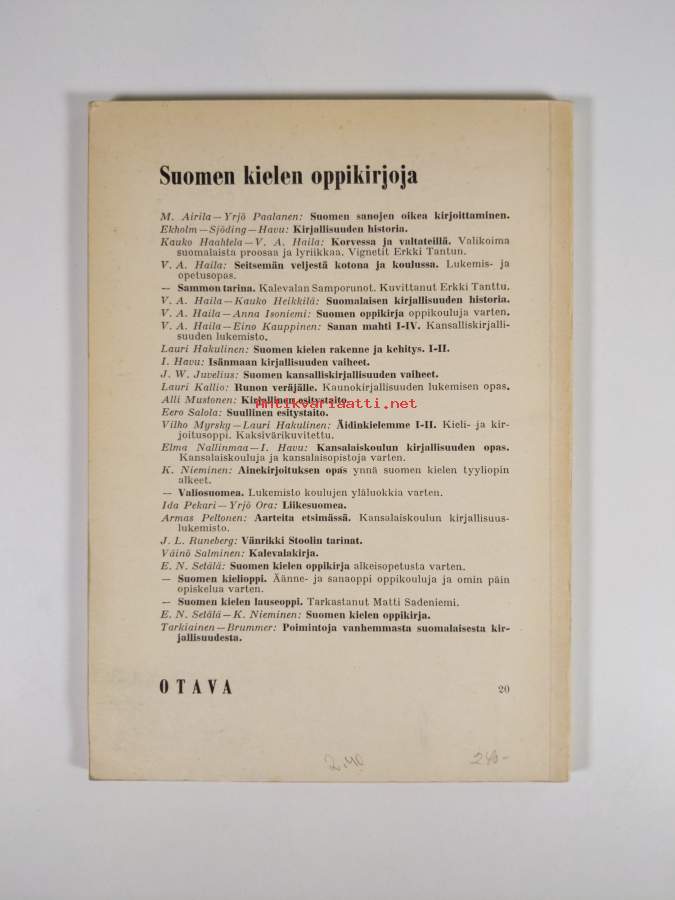 Suomen kielen oppikirjoja
M. Airila—Yrjö Paalanen: Suomen sanojen oikea kirjoittaminen.
Ekholm—Sjöding—Havu: Kirjallisuuden historia.
Kauko Haahtela—V. A. Haila: Korvessa ja valtateillä. Valikoima
suomalaista proosaa ja lyriikkaa. Vignetit Erkki Tantun.
V. A. Haila: Seitsemän veljestä kotona ja koulussa. Lukemis- ja
opetusopas.
— Sammon tarina. Kalevalan Samporunot. Kuvittanut Erkki Tanttu.
V. A. Haila—Kauko Heikkilä: Suomalaisen kirjallisuuden historia.
V. A. Haila—Anna Isoniemi: Suomen oppikirja oppikouluja varten.
V. A. Haila—Eino Kauppinen: Sanan mahti I-IV. Kansalliskirjalli-
suuden lukemisto.
Lauri Hakulinen: Suomen kielen rakenne ja kehitys. I-II.
I. Havu: Isänmaan kirjallisuuden vaiheet.
J. W. Juvelius: Suomen kansalliskirjallisuuden vaiheet.
Lauri Kallio: Runon veräjälle. Kaunokirjallisuuden lukemisen opas.
Alli Mustonen: Kirjallinen esitystaito.
Antikvariaatti.net
Eero Salola: Suullinen esitystaito.
Vilho Myrsky—Lauri Hakulinen: Äidinkielemme I-II. Kieli- ja kir-
joitusoppi. Kaksivärikuvitettu.
Elma Nallinmaa—I. Havu: Kansalaiskoulun kirjallisuuden opas.
Kansalaiskouluja ja kansalaisopistoja varten.
K. Nieminen: Ainekirjoituksen opas ynnä suomen kielen tyyliopin
alkeet.
— Valiosuomea. Lukemisto koulujen yläluokkia varten.
Ida Pekari—Yrjö Ora: Liikesuomea.
Armas Peltonen: Aarteita etsimässä. Kansalaiskoulun kirjallisuus-
lukemisto.
J. L. Runeberg: Vänrikki Stoolin tarinat.
Väinö Salminen: Kalevalakirja.
E. N. Setälä: Suomen kielen oppikirja alkeisopetusta varten.
— Suomen kielioppi. Äänne- ja sanaoppi oppikouluja ja omin päin
opiskelua varten.
— Suomen kielen lauseoppi. Tarkastanut Matti Sadeniemi.
E. N. Setälä—K. Nieminen: Suomen kielen oppikirja.
Tarkiainen—Brummer: Poimintoja vanhemmasta suomalaisesta kir-
jallisuudesta.
OTAVA 20
2.40 240-